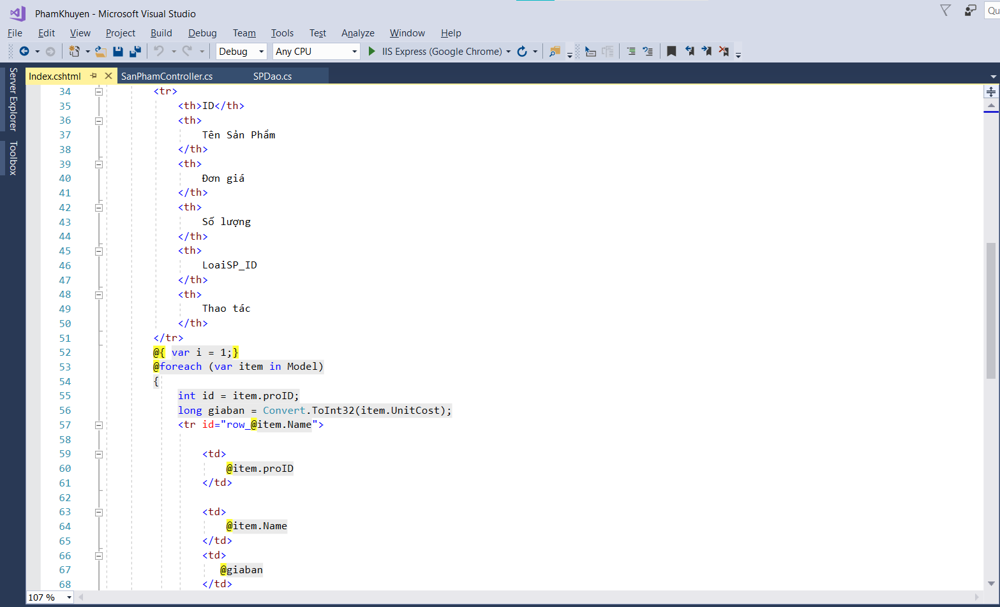 PhamKhuyen - Microsoft Visual Studio
Qu
File Edit View Project Build Debug Team Tools Test Analyze Window Help
Debug Any CPU IIS Express (Google Chrome)
Server Explorer
Toolbox
Index.cshtml SanPhamController.cs SPDao.cs
34 <tr>
35 <th>ID</th>
36 <th>
37 Tên Sản Phẩm
38 </th>
39 <th>
40 Đơn giá
41 </th>
42 <th>
43 Số lượng
44 </th>
45 <th>
46 LoaiSP_ID
47 </th>
48 <th>
49 Thao tác
50 </th>
51 </tr>
52 @{ var i = 1;}
53 @foreach (var item in Model)
54 {
55 int id = item.proID;
56 long giaban = Convert.ToInt32(item.UnitCost);
57 <tr id="row_@item.Name">
58
59 <td>
60 @item.proID
61 </td>
62
63 <td>
64 @item.Name
65 </td>
66 <td>
67 @giaban
68 </td>
107 %